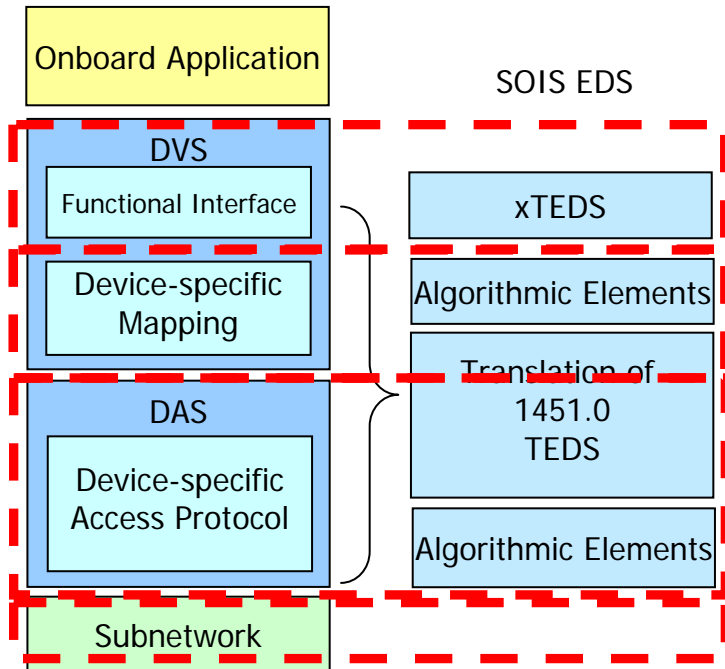 Onboard Application
SOIS EDS
DVS
Functional Interface
xTEDS
Device-specific
Mapping
Algorithmic Elements
Translation of
1451.0
TEDS
DAS
Device-specific
Access Protocol
Algorithmic Elements
Subnetwork